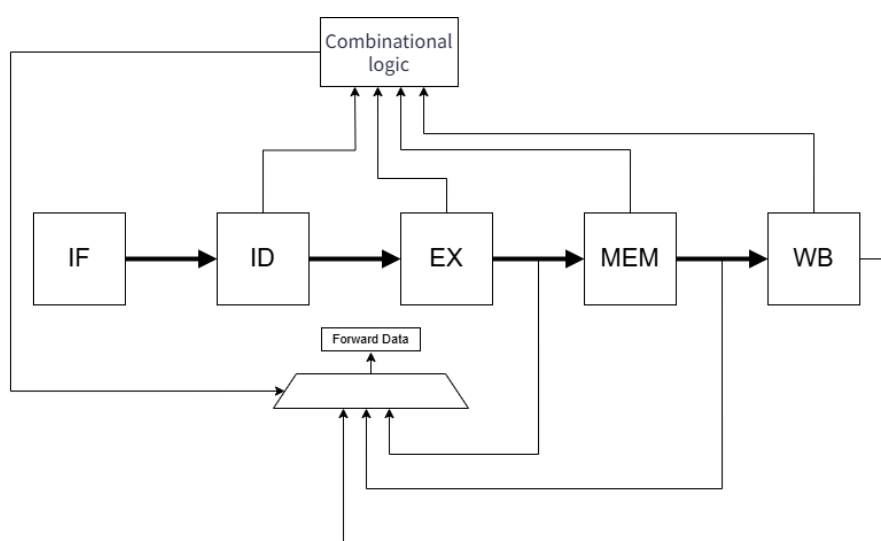 Combinational
logic
IF
ID
EX
MEM
WB
Forward Data